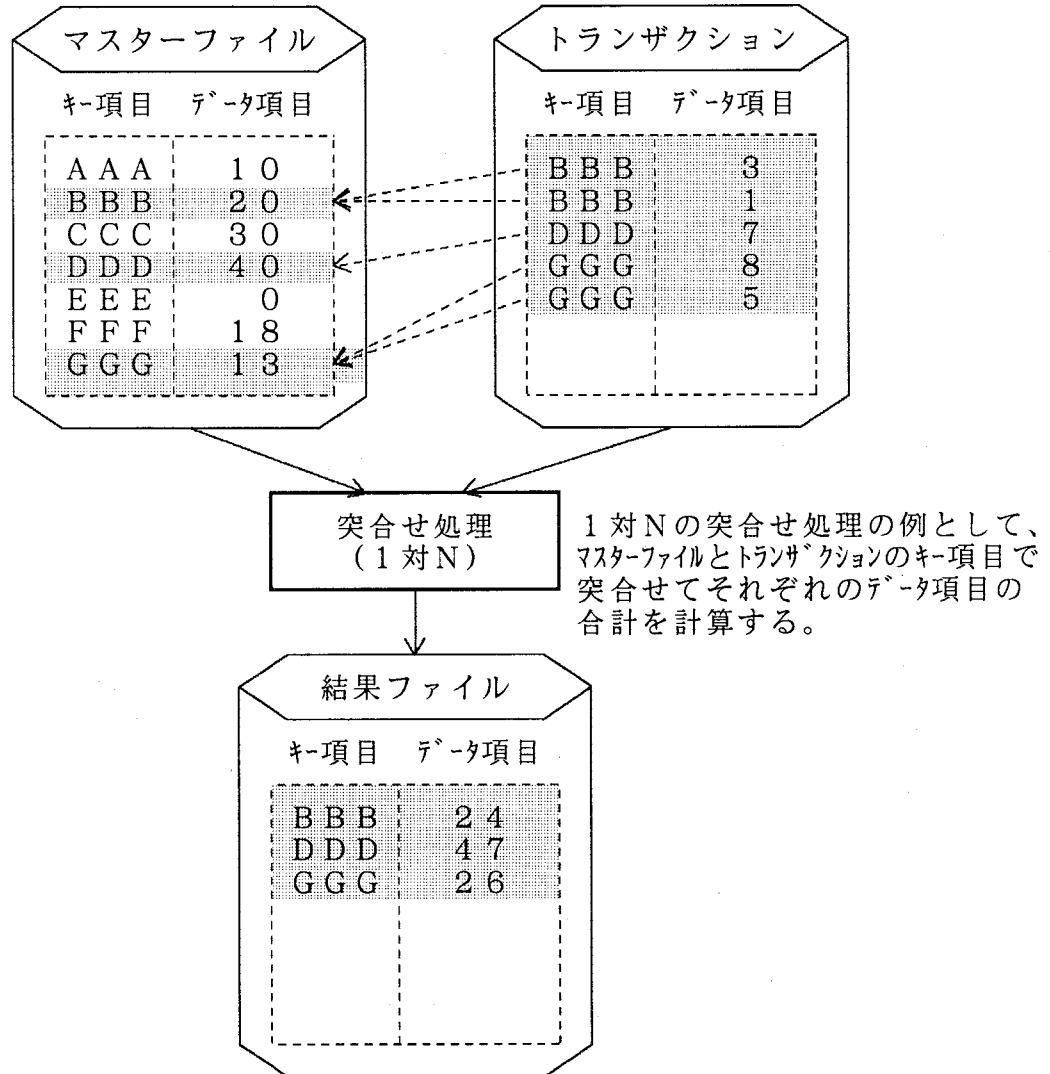 マスターファイル
キー項目 データ項目
AAA 10
BBB 20
CCC 30
DDD 40
EEE 0
FFF 18
GGG 13
トランザクション
キー項目 データ項目
BBB 3
BBB 1
DDD 7
GGG 8
GGG 5
突合せ処理
(1対N)
1対Nの突合せ処理の例として、
マスターファイルとトランザクションのキー項目で
突合せてそれぞれのデータ項目の
合計を計算する。
結果ファイル
キー項目 データ項目
BBB 24
DDD 47
GGG 26